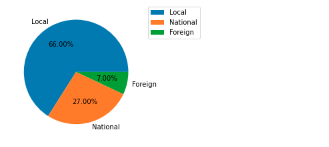 Local
National
Foreign
Local
66.00%
7.00%
Foreign
27.00%
National